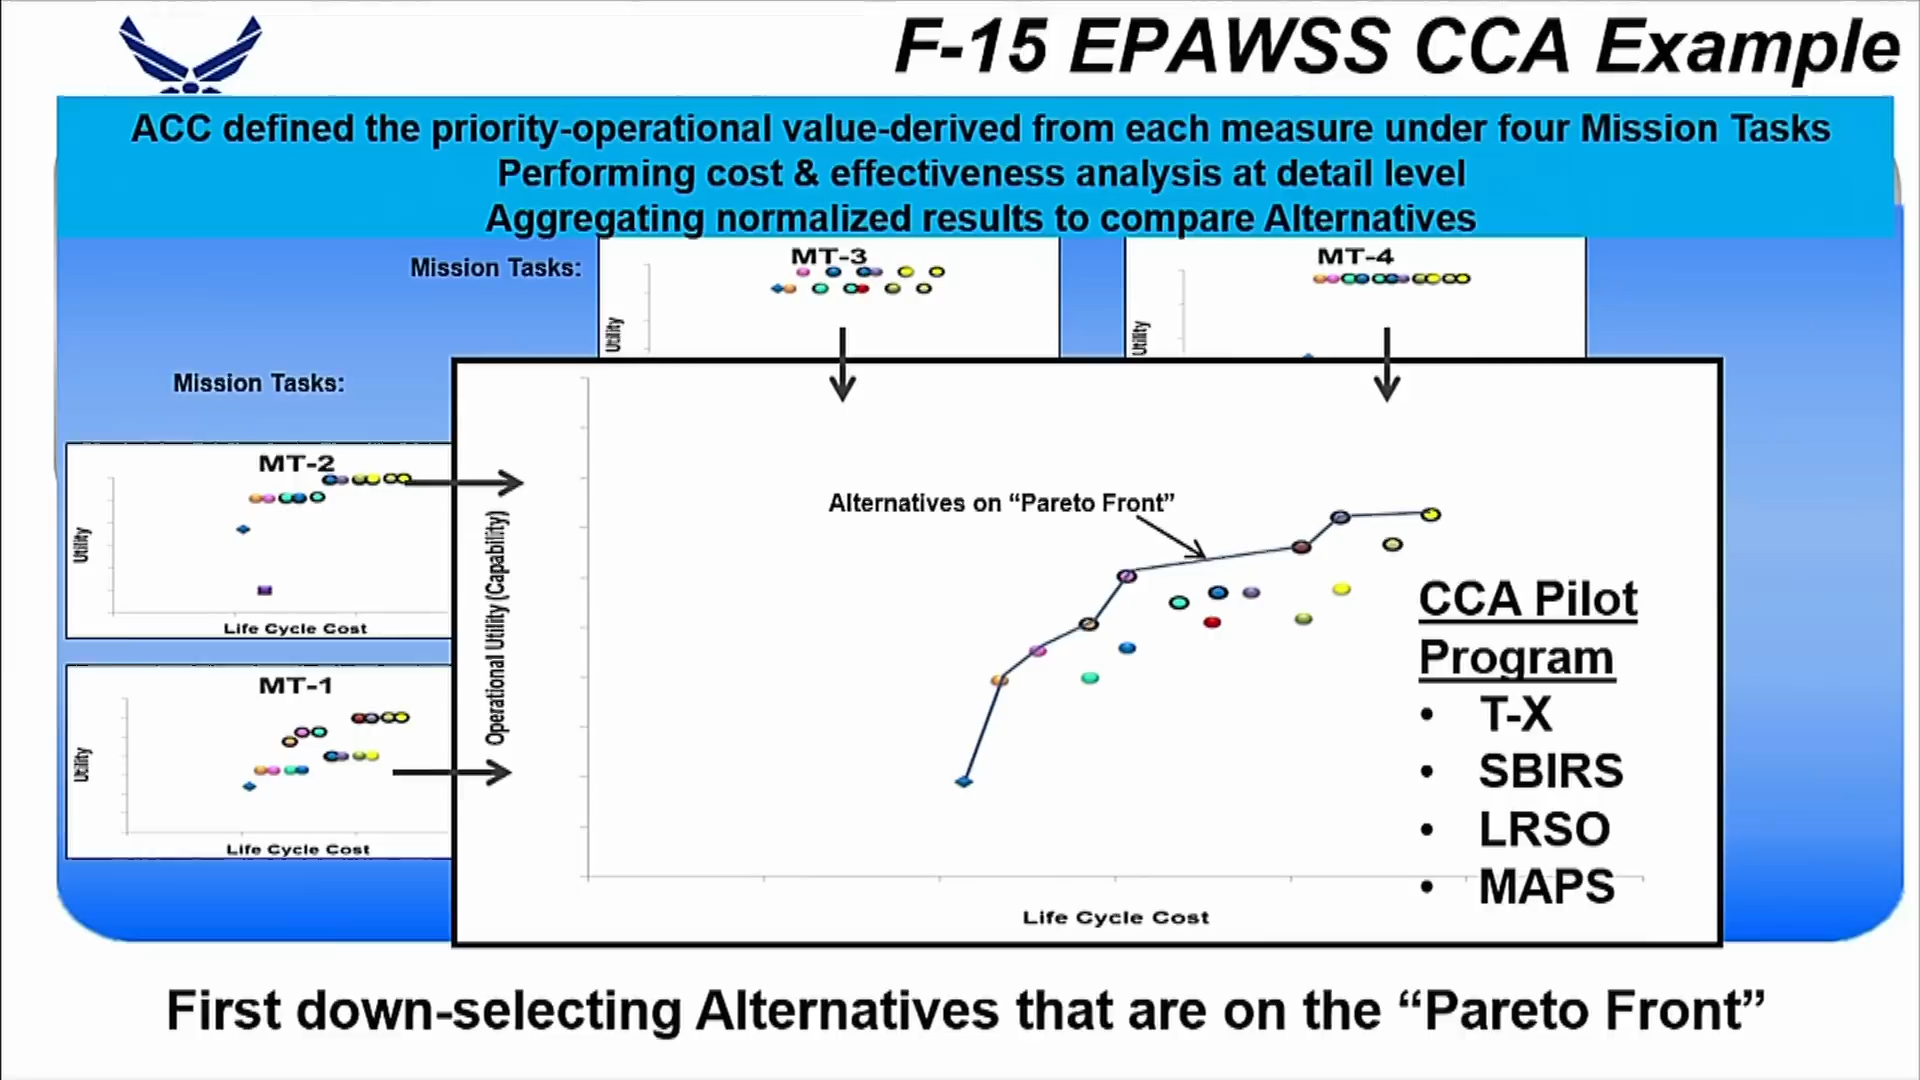 F-15 EPAWSS CCA Example
ACC defined the priority-operational value-derived from each measure under four Mission Tasks
Performing cost & effectiveness analysis at detail level
Aggregating normalized results to compare Alternatives
Mission Tasks:
MT-3
Utility
MT-4
Utility
Mission Tasks:
MT-2
Utility
Life Cycle Cost
MT-1
Utility
Life Cycle Cost
Operational Utility (Capability)
Alternatives on “Pareto Front”
Life Cycle Cost
CCA Pilot
Program
• T-X
• SBIRS
• LRSO
• MAPS
First down-selecting Alternatives that are on the “Pareto Front”